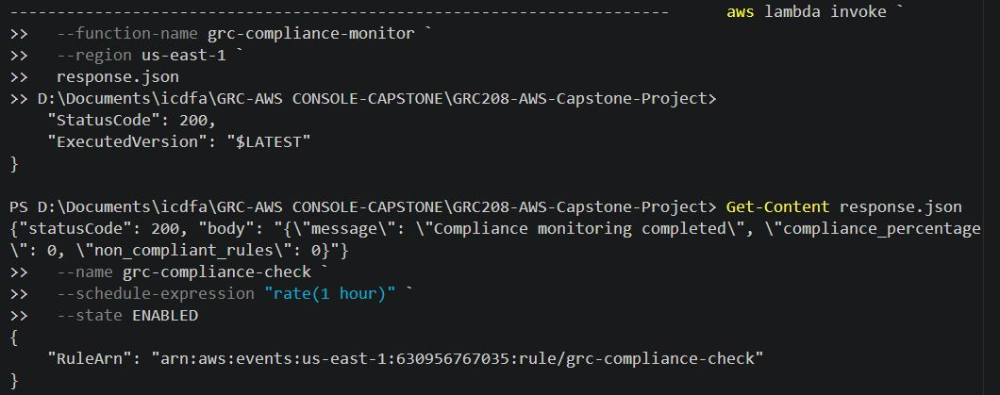 -------------------------------------------------------------------- aws lambda invoke `
>> --function-name grc-compliance-monitor `
>> --region us-east-1 `
>> response.json
>> D:\Documents\icdfa\GRC-AWS CONSOLE-CAPSTONE\GRC208-AWS-Capstone-Project>
"StatusCode": 200,
"ExecutedVersion": "$LATEST"
}
PS D:\Documents\icdfa\GRC-AWS CONSOLE-CAPSTONE\GRC208-AWS-Capstone-Project> Get-Content response.json
{"statusCode": 200, "body": "{\"message\": \"Compliance monitoring completed\", \"compliance_percentage
\": 0, \"non_compliant_rules\": 0}"}
>> --name grc-compliance-check `
>> --schedule-expression "rate(1 hour)" `
>> --state ENABLED
{
"RuleArn": "arn:aws:events:us-east-1:630956767035:rule/grc-compliance-check"
}